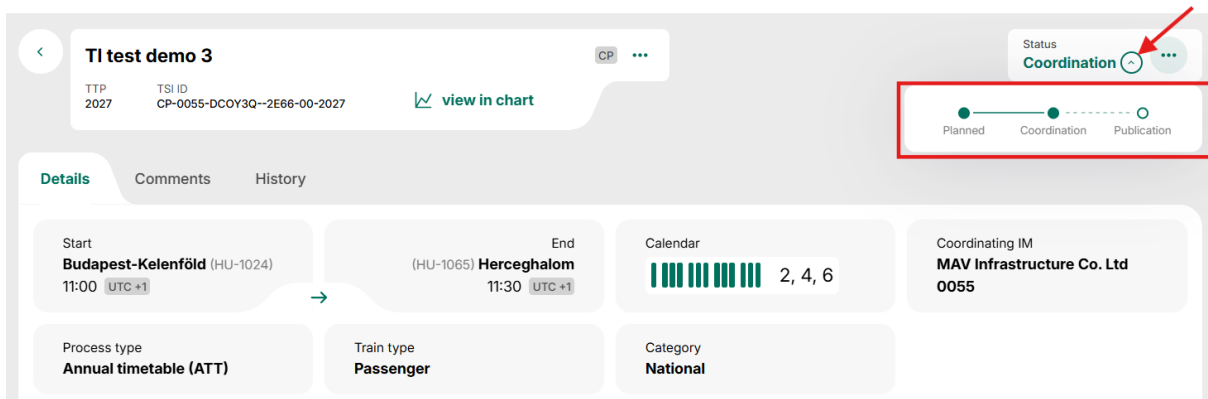 TI test demo 3
CP
TTP
2027
TSI ID
CP-0055-DCOY3Q--2E66-00-2027
view in chart
Status
Coordination
Planned
Coordination
Publication
Details
Comments
History
Start
Budapest-Kelenföld (HU-1024)
11:00 UTC +1
End
(HU-1065) Herceghalom
11:30 UTC +1
Calendar
2, 4, 6
Coordinating IM
MAV Infrastructure Co. Ltd
0055
Process type
Annual timetable (ATT)
Train type
Passenger
Category
National